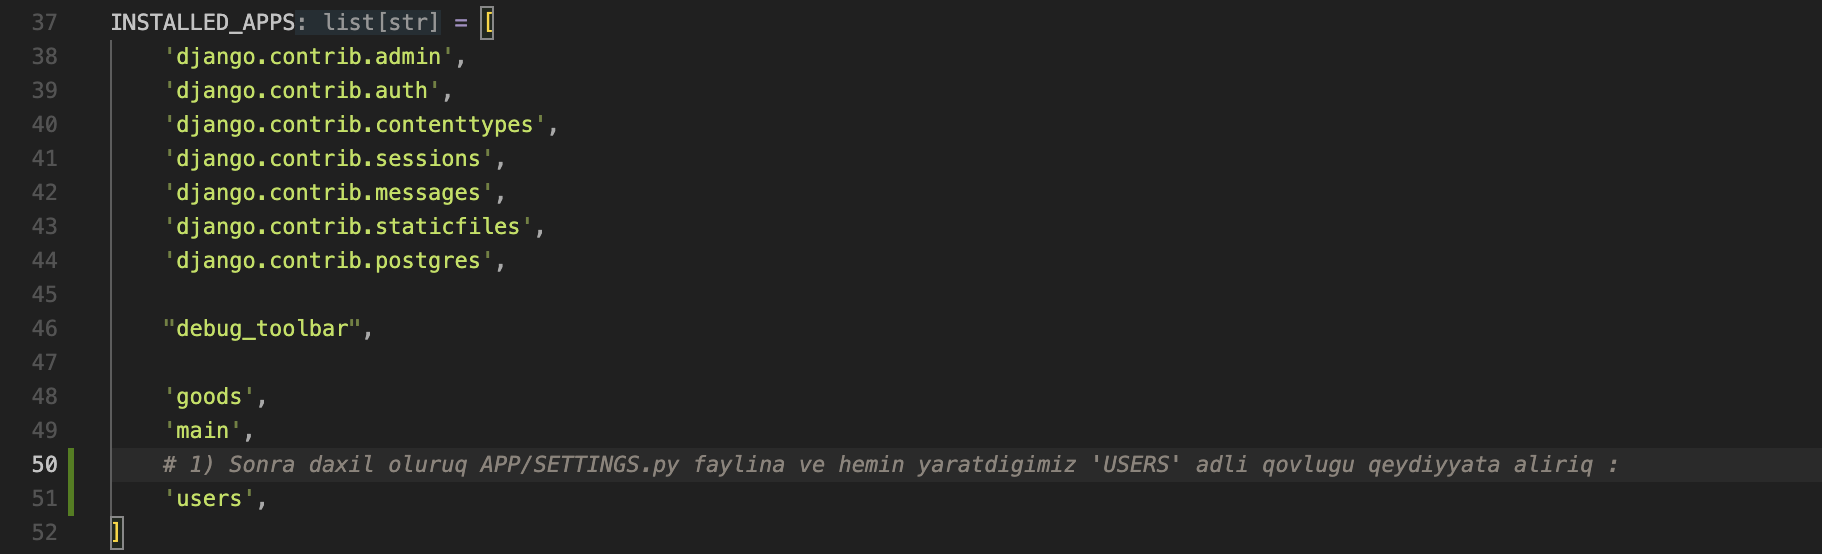 37 INSTALLED_APPS: list[str] = [
38 'django.contrib.admin',
39 'django.contrib.auth',
40 'django.contrib.contenttypes',
41 'django.contrib.sessions',
42 'django.contrib.messages',
43 'django.contrib.staticfiles',
44 'django.contrib.postgres',
45
46 "debug_toolbar",
47
48 'goods',
49 'main',
50 # 1) Sonra daxil oluruq APP/SETTINGS.py faylina ve hemin yaratdigimiz 'USERS' adli qovlugu qeydiyyata aliriq :
51 'users',
52 ]